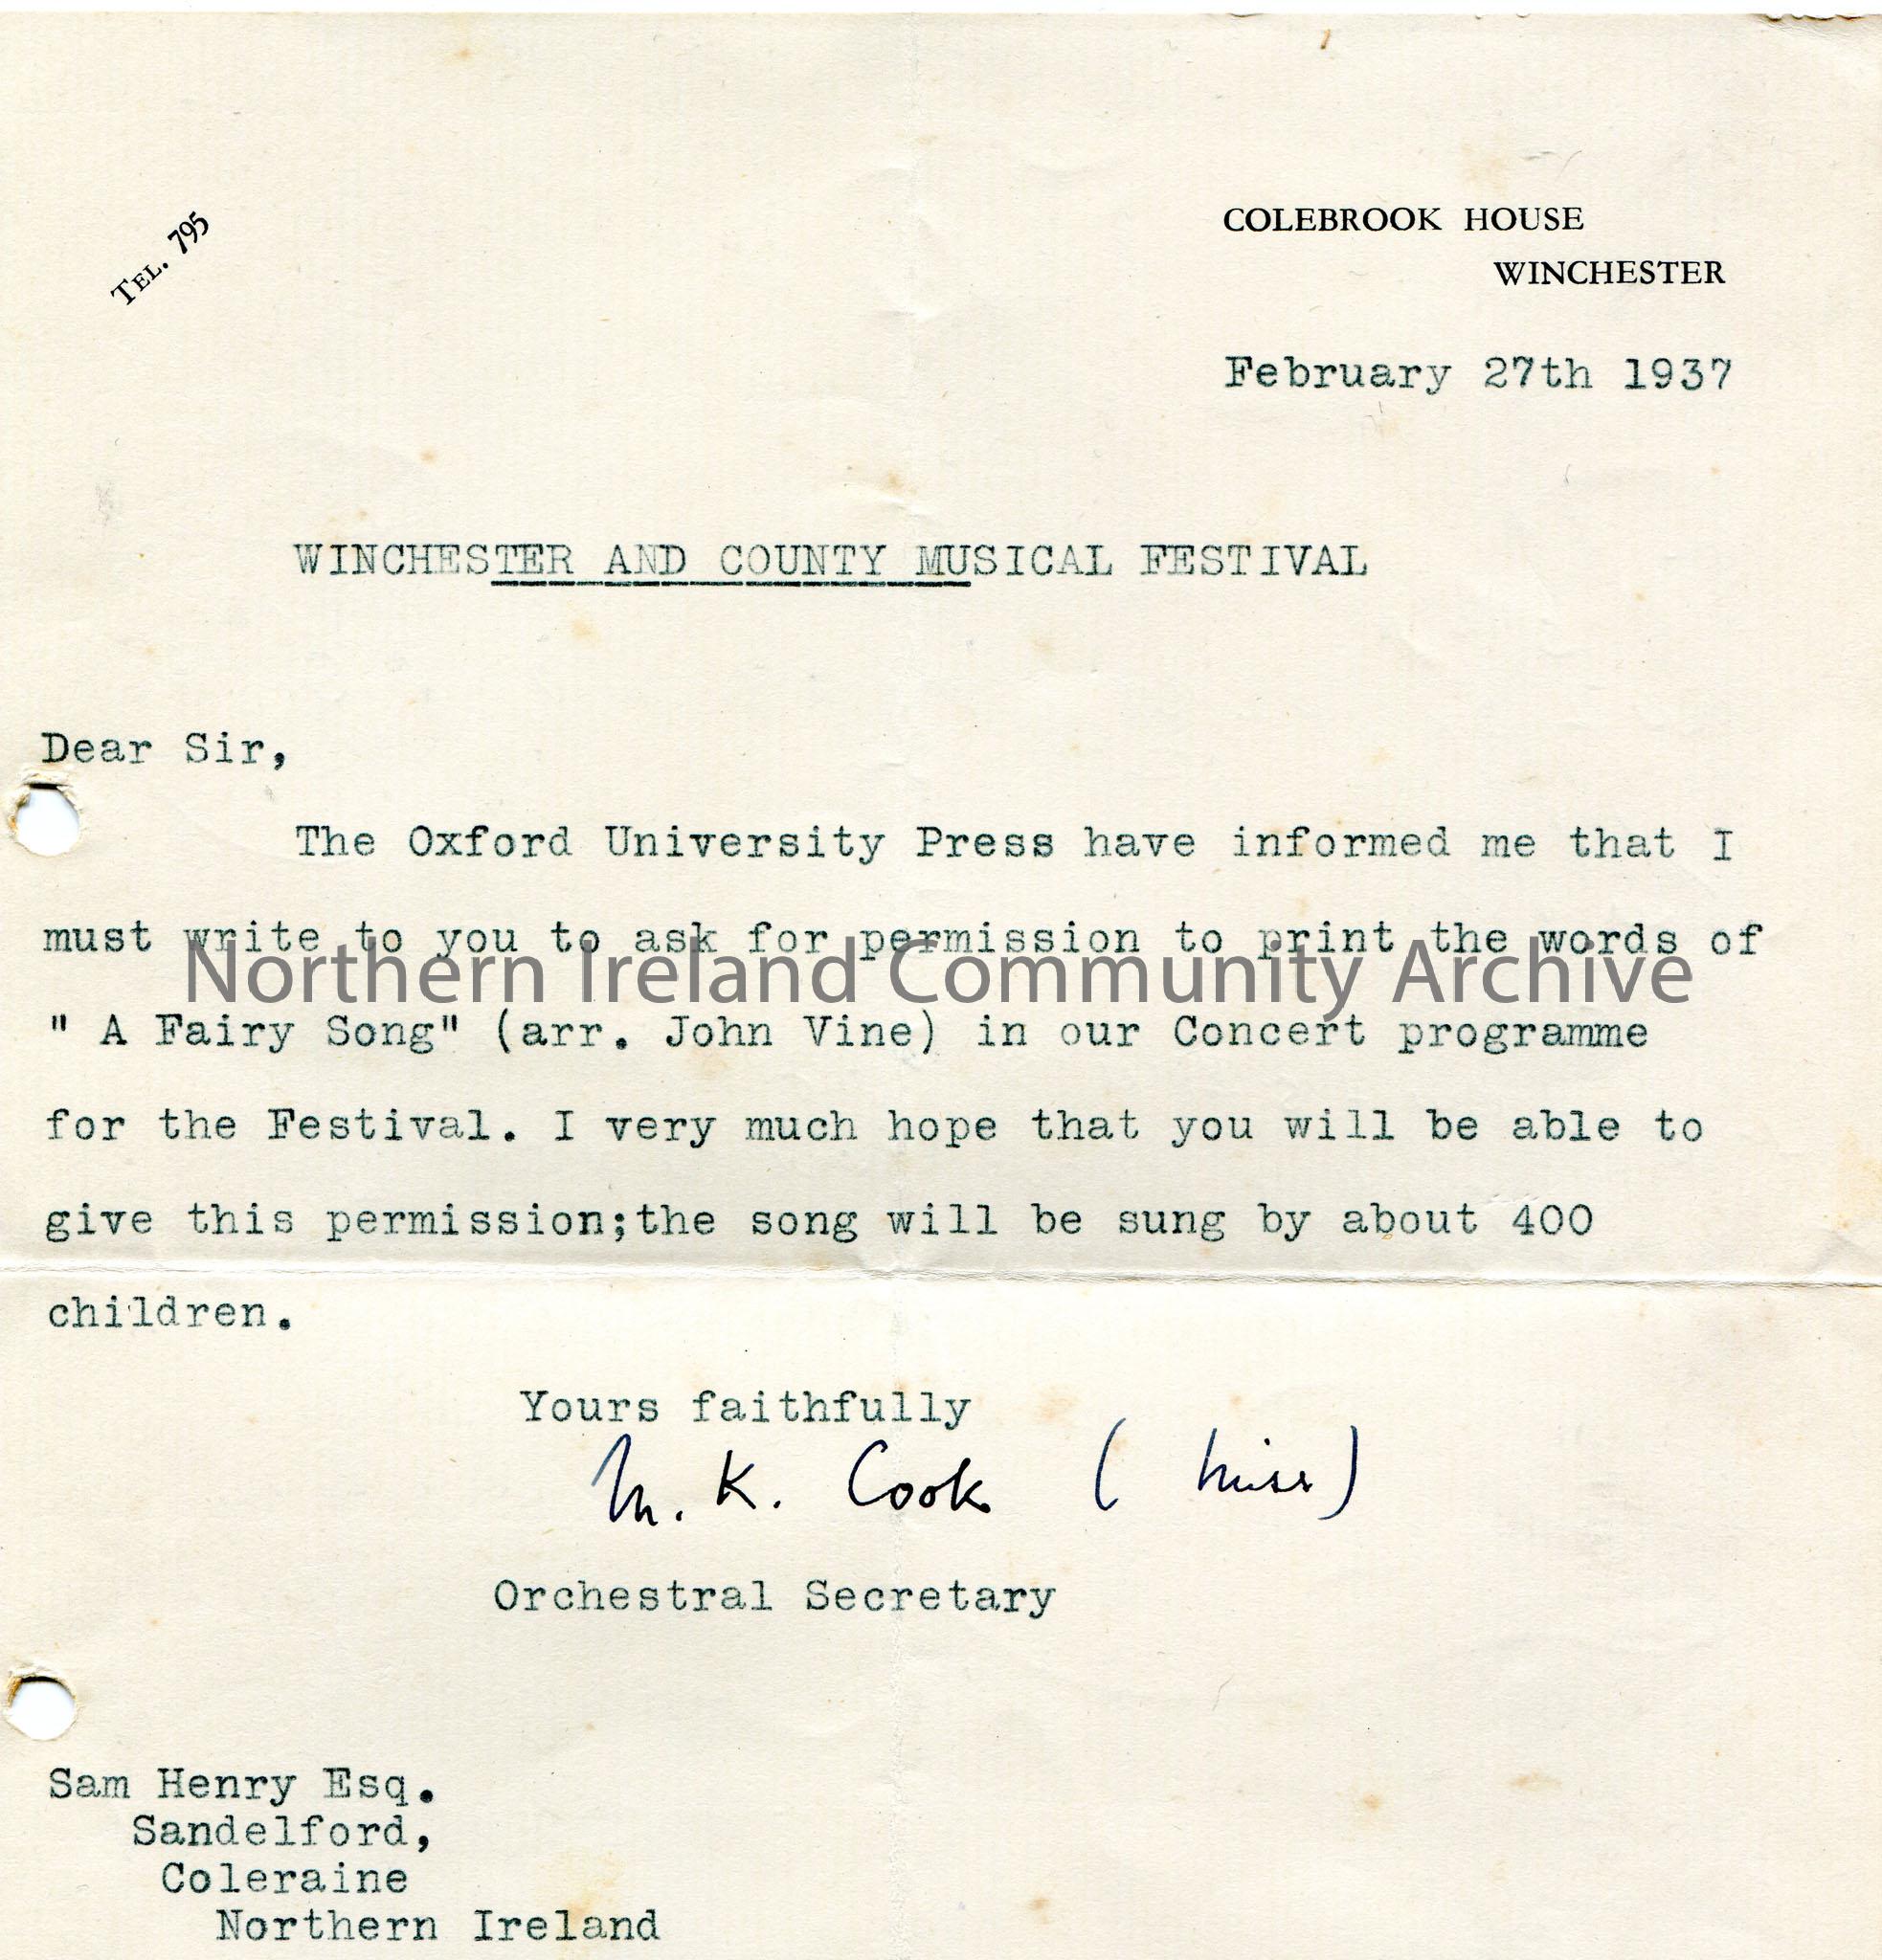 TEL. 795
COLEBROOK HOUSE
WINCHESTER
February 27th 1937
WINCHESTER AND COUNTY MUSICAL FESTIVAL
Dear Sir,
The Oxford University Press have informed me that I
must write to you to ask for permission to print the words of
Northern Ireland Community Archive
" A Fairy Song" (arr. John Vine) in our Concert programme
for the Festival. I very much hope that you will be able to
give this permission;the song will be sung by about 400
children.
Yours faithfully
M. K. Cook ( Miss )
Orchestral Secretary
Sam Henry Esq.
Sandelford,
Coleraine
Northern Ireland